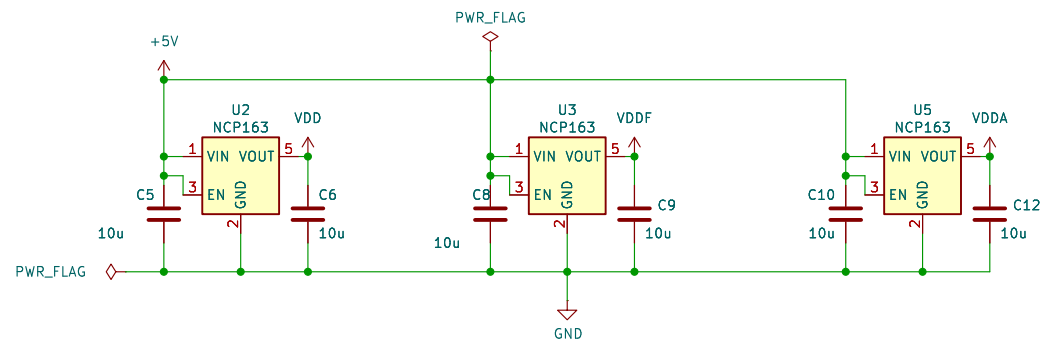 PWR_FLAG
+5V
U2
NCP163
VDD
U3
NCP163
VDDF
U5
NCP163
VDDA
1
VIN VOUT
5
3
EN
GND
2
1
VIN VOUT
5
3
EN
GND
2
1
VIN VOUT
5
3
EN
GND
2
C5
10u
C6
10u
C8
10u
C9
10u
C10
10u
C12
10u
PWR_FLAG
GND